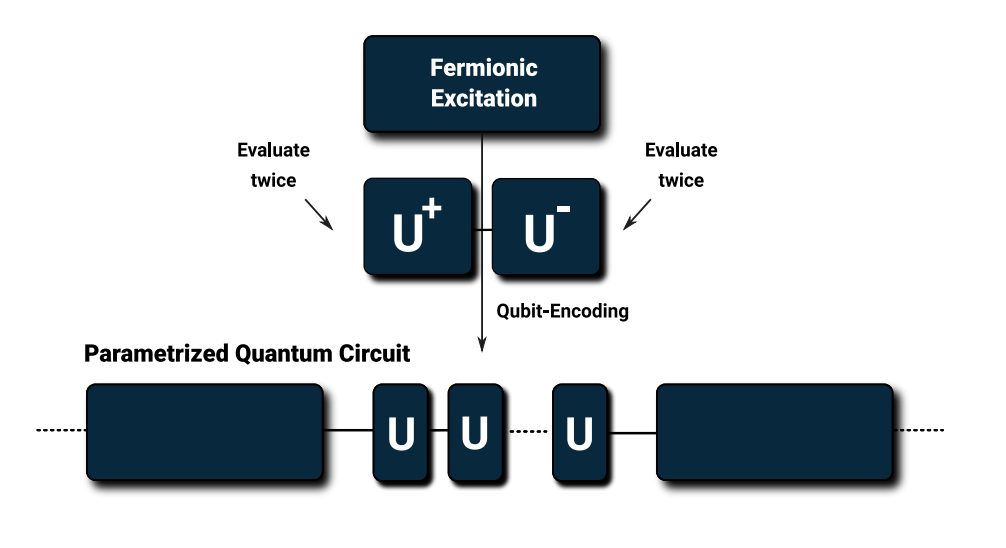 Fermionic
Excitation
Evaluate
twice
Evaluate
twice
U+
U-
Qubit-Encoding
Parametrized Quantum Circuit
U U U